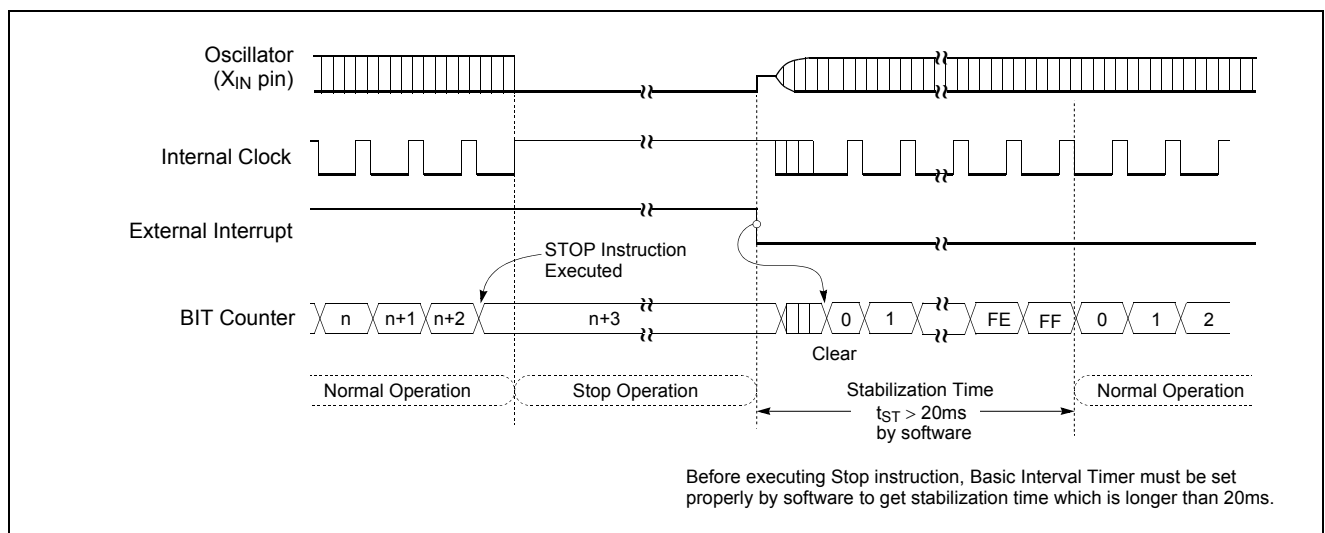 Oscillator
(XIN pin)
Internal Clock
External Interrupt
STOP Instruction
Executed
BIT Counter
n n+1 n+2 n+3 0 1 FE FF 0 1 2
Clear
Normal Operation Stop Operation Stabilization Time Normal Operation
tST > 20ms
by software
Before executing Stop instruction, Basic Interval Timer must be set
properly by software to get stabilization time which is longer than 20ms.